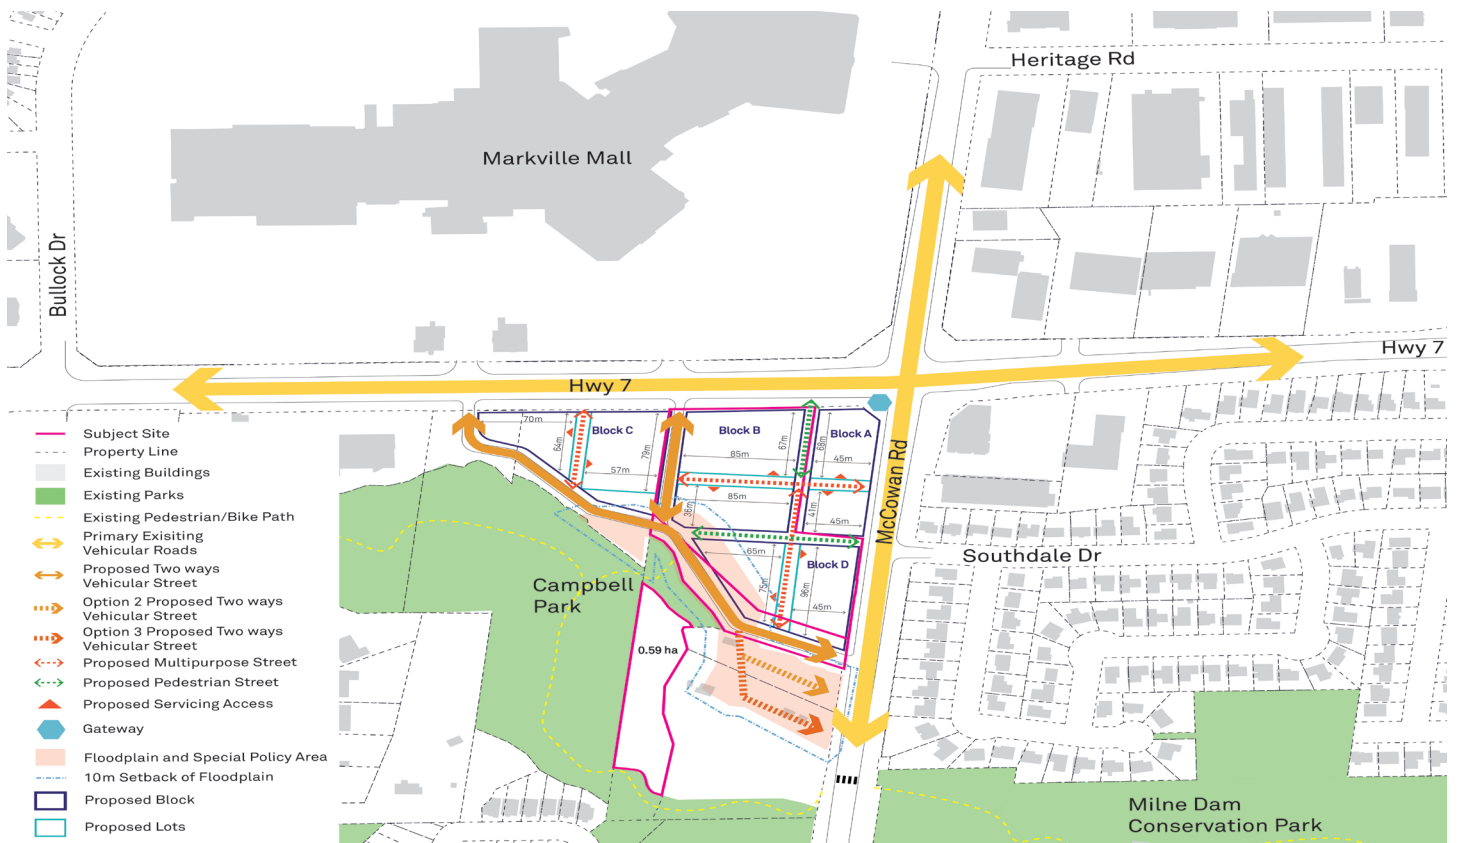 Heritage Rd
Markville Mall
Bullock Dr
Hwy 7
Hwy 7
McCowan Rd
Southdale Dr
Campbell
Park
0.59 ha
Milne Dam
Conservation Park
Block C
Block B
Block A
Block D
70m
64m
79m
57m
85m
67m
68m
45m
85m
36m
41m
45m
65m
75m
96m
45m
Subject Site
Property Line
Existing Buildings
Existing Parks
Existing Pedestrian/Bike Path
Primary Exisiting
Vehicular Roads
Proposed Two ways
Vehicular Street
Option 2 Proposed Two ways
Vehicular Street
Option 3 Proposed Two ways
Vehicular Street
Proposed Multipurpose Street
Proposed Pedestrian Street
Proposed Servicing Access
Gateway
Floodplain and Special Policy Area
10m Setback of Floodplain
Proposed Block
Proposed Lots